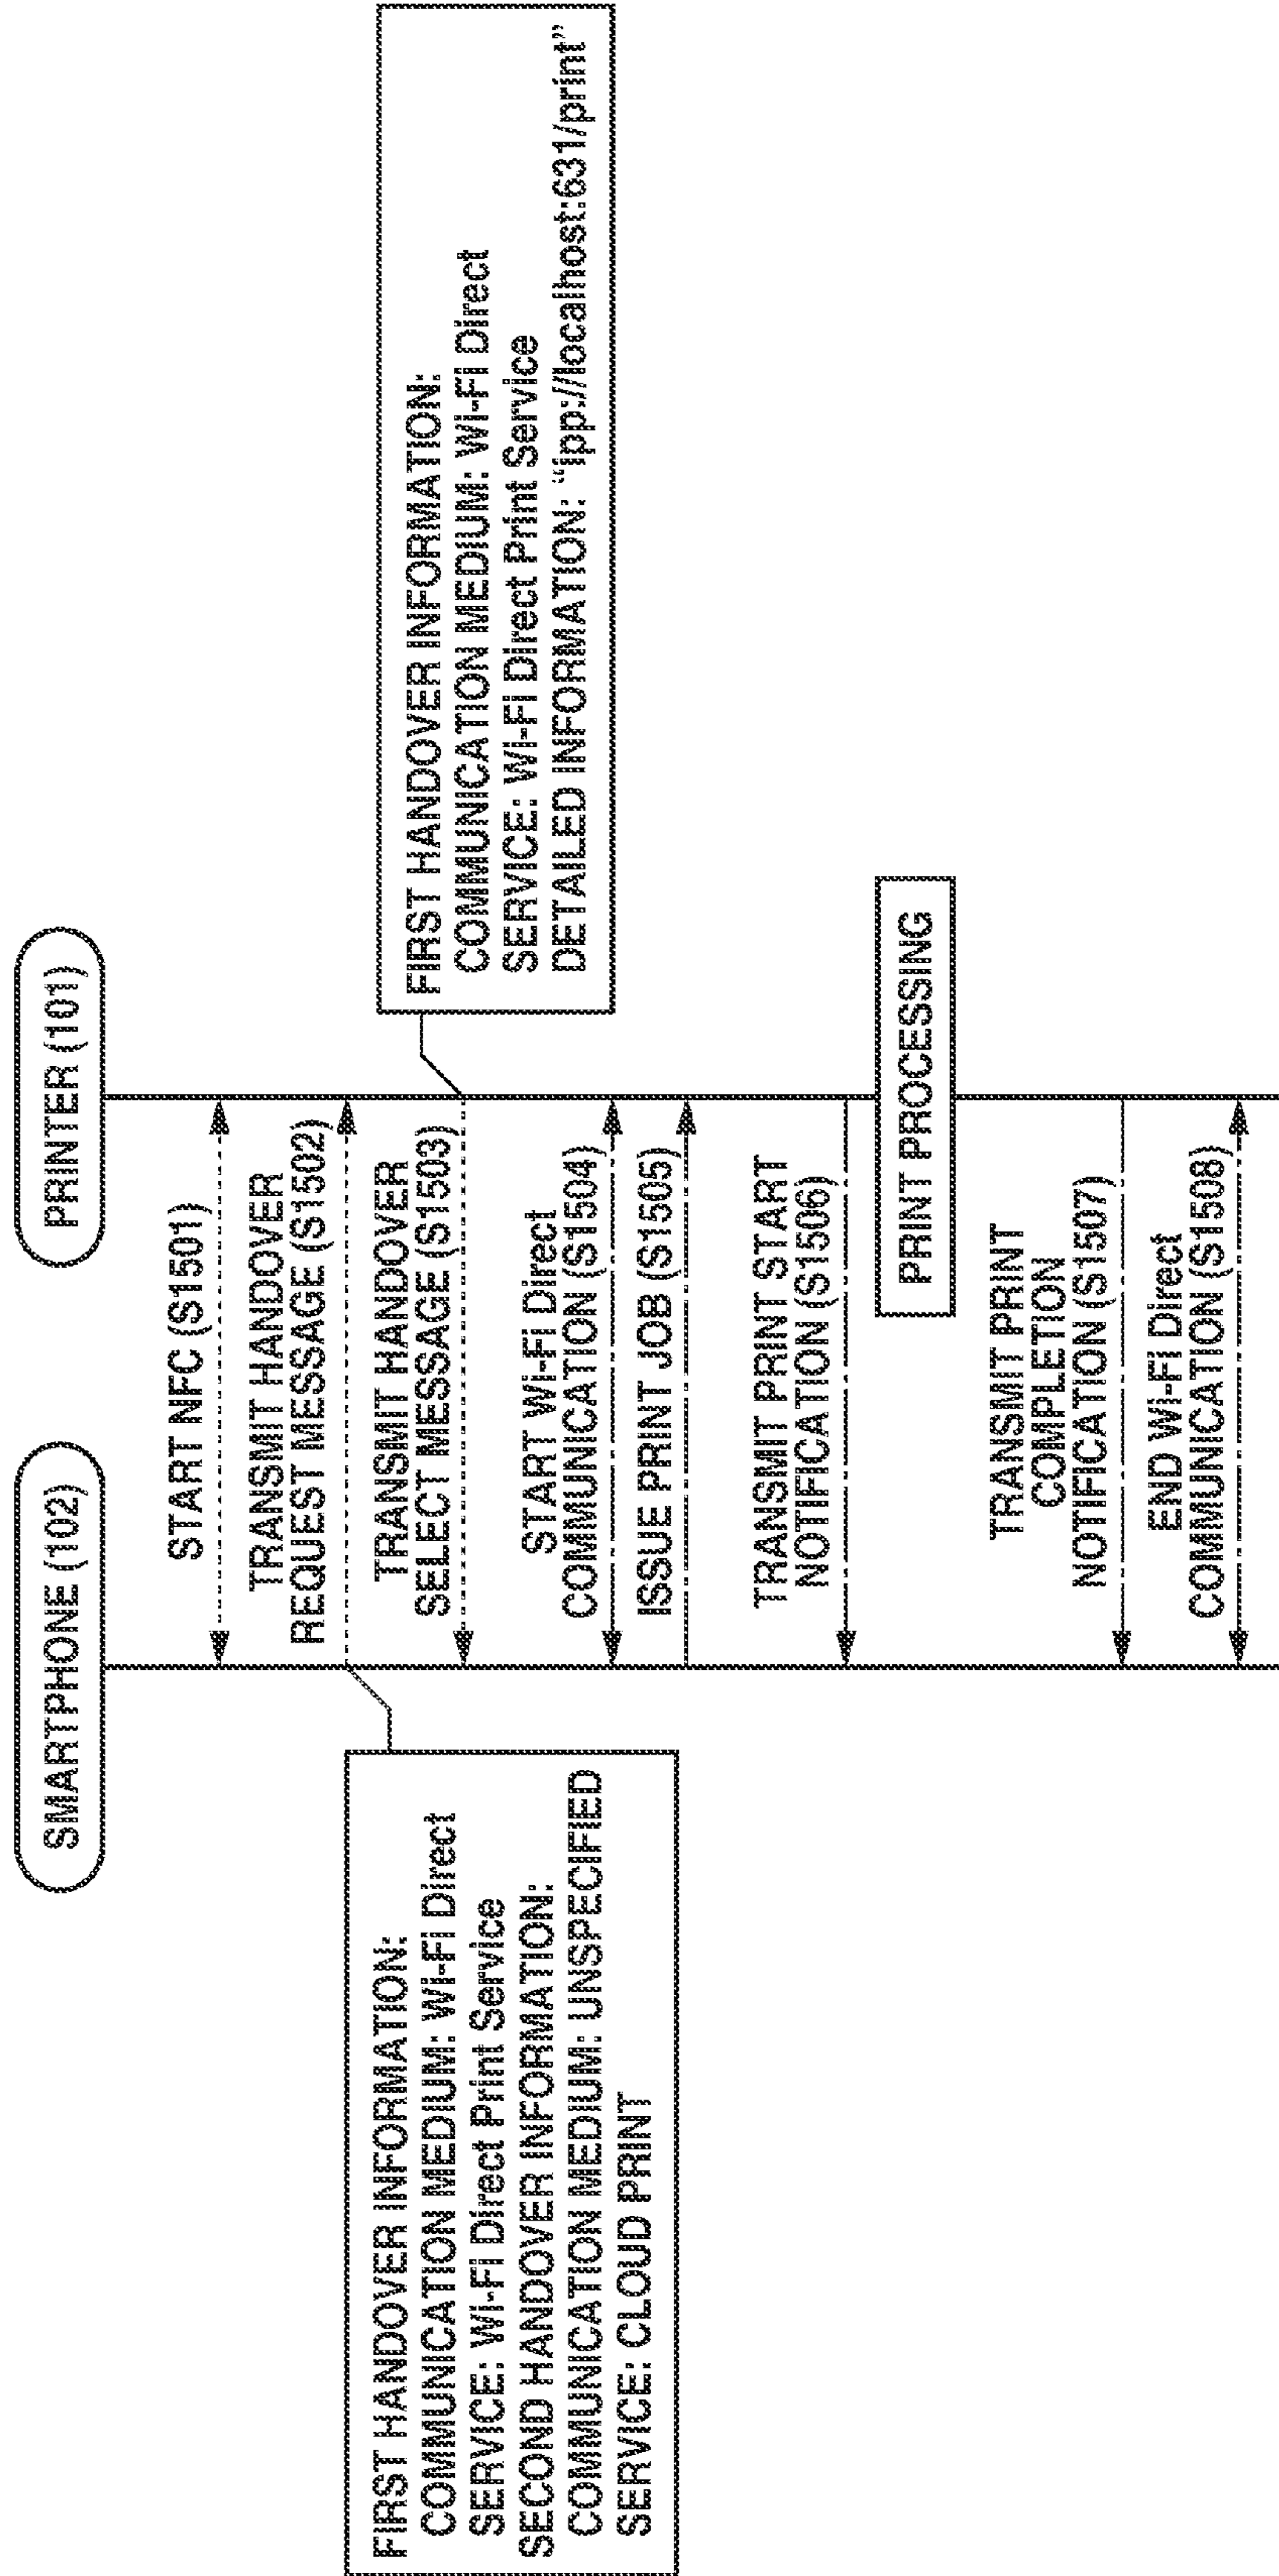 SMARTPHONE (102)
PRINTER (101)
START NFC (S1501)
TRANSMIT HANDOVER
REQUEST MESSAGE (S1502)
FIRST HANDOVER INFORMATION:
COMMUNICATION MEDIUM: Wi-Fi Direct
SERVICE: Wi-Fi Direct Print Service
SECOND HANDOVER INFORMATION:
COMMUNICATION MEDIUM: UNSPECIFIED
SERVICE: CLOUD PRINT
TRANSMIT HANDOVER
SELECT MESSAGE (S1503)
FIRST HANDOVER INFORMATION:
COMMUNICATION MEDIUM: Wi-Fi Direct
SERVICE: Wi-Fi Direct Print Service
DETAILED INFORMATION: “ipp://localhost:631/print”
START Wi-Fi Direct
COMMUNICATION (S1504)
ISSUE PRINT JOB (S1505)
TRANSMIT PRINT START
NOTIFICATION (S1506)
PRINT PROCESSING
TRANSMIT PRINT
COMPLETION
NOTIFICATION (S1507)
END Wi-Fi Direct
COMMUNICATION (S1508)